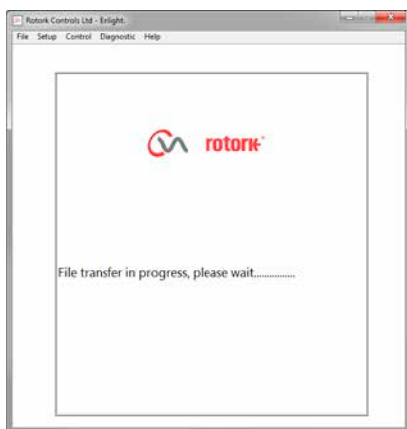 Rotork Controls Ltd - Enlight.
File Setup Control Diagnostic Help
rotork
File transfer in progress, please wait...............